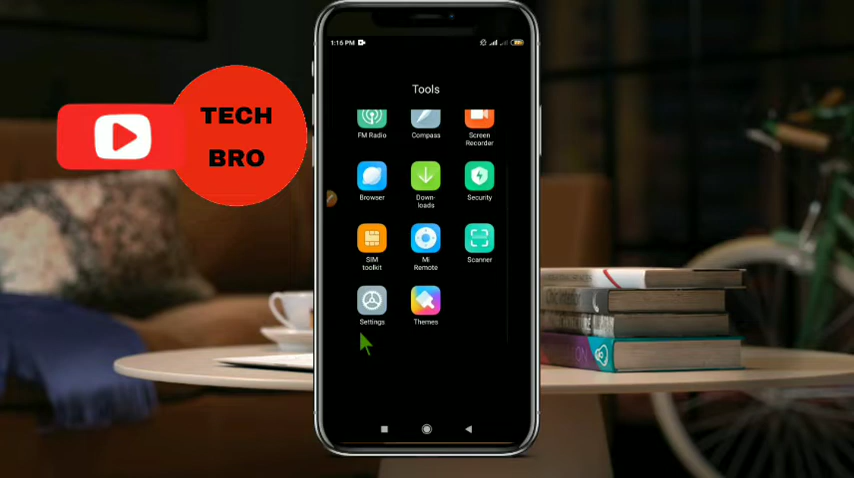 1:16 PM
Tools
FM Radio
Compass
Screen
Recorder
Browser
Down-
loads
Security
SIM
toolkit
Mi
Remote
Scanner
Settings
Themes
TECH
BRO